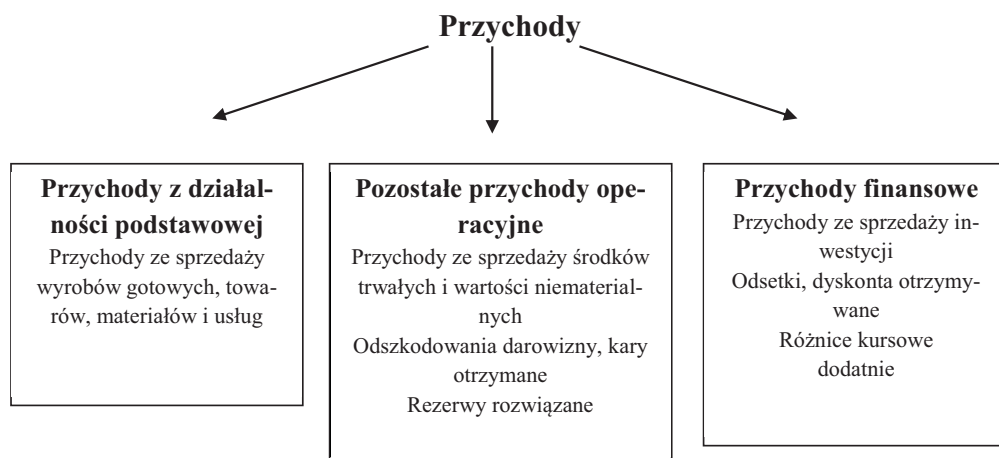 Przychody
Przychody z działal-
ności podstawowej
Przychody ze sprzedaży
wyrobów gotowych, towa-
rów, materiałów i usług
Pozostałe przychody ope-
racyjne
Przychody ze sprzedaży środków
trwałych i wartości niematerial-
nych
Odszkodowania darowizny, kary
otrzymane
Rezerwy rozwiązane
Przychody finansowe
Przychody ze sprzedaży in-
westycji
Odsetki, dyskonta otrzymy-
wane
Różnice kursowe
dodatnie